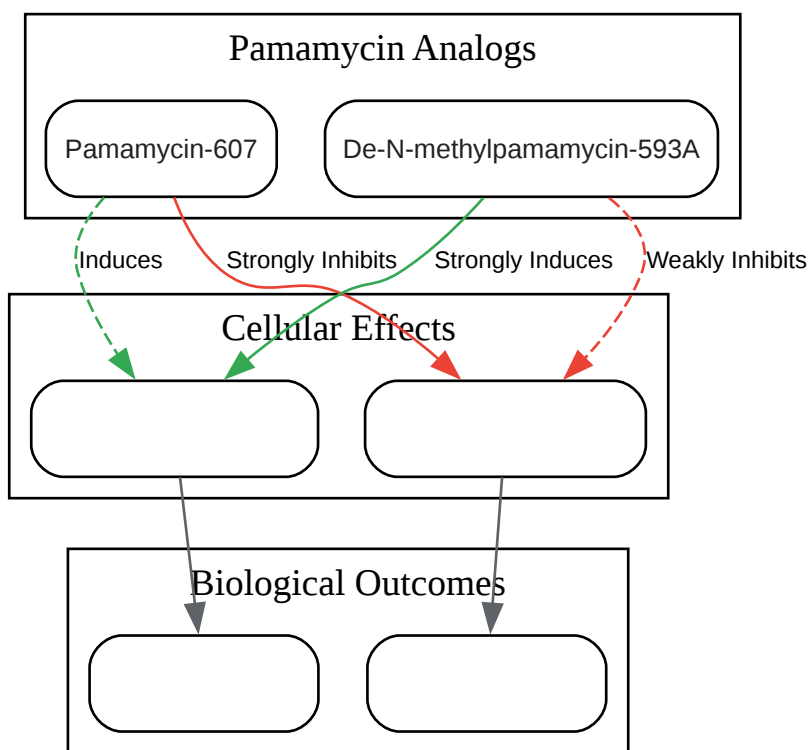 Pamamycin Analogs
Pamamycin-607
De-N-methylpamamycin-593A
Induces
Strongly Inhibits
Strongly Induces
Weakly Inhibits
Cellular Effects
Biological Outcomes